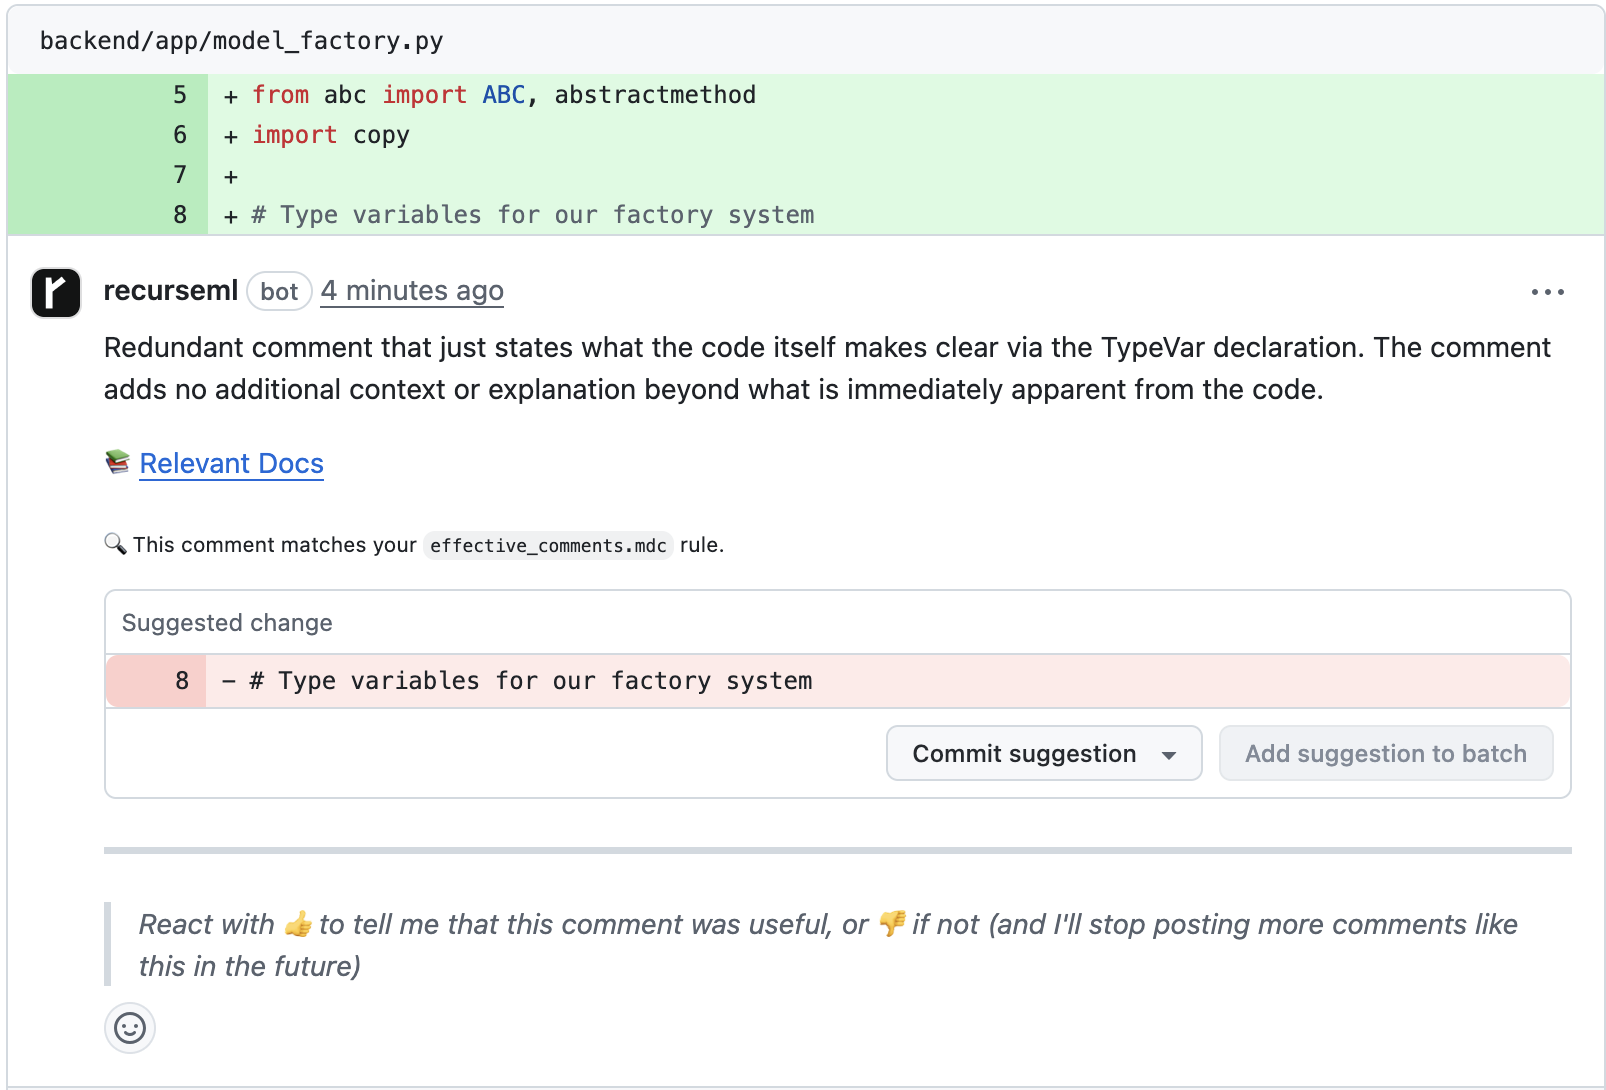 backend/app/model_factory.py
5 + from abc import ABC, abstractmethod
6 + import copy
7 +
8 + # Type variables for our factory system
recurseml bot 4 minutes ago
Redundant comment that just states what the code itself makes clear via the TypeVar declaration. The comment
adds no additional context or explanation beyond what is immediately apparent from the code.
📚 Relevant Docs
🔍 This comment matches your effective_comments.mdc rule.
Suggested change
8 - # Type variables for our factory system
Commit suggestion
Add suggestion to batch
React with 👍 to tell me that this comment was useful, or 👎 if not (and I'll stop posting more comments like
this in the future)